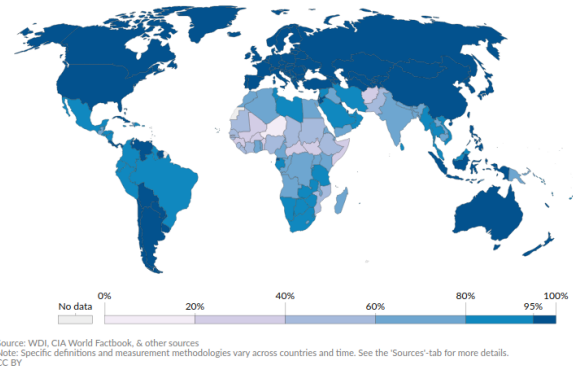 0% 40% 80% 100%
No data 20% 60% 95%
Source: WDI, CIA World Factbook, & other sources
Note: Specific definitions and measurement methodologies vary across countries and time. See the 'Sources'-tab for more details.
CC BY